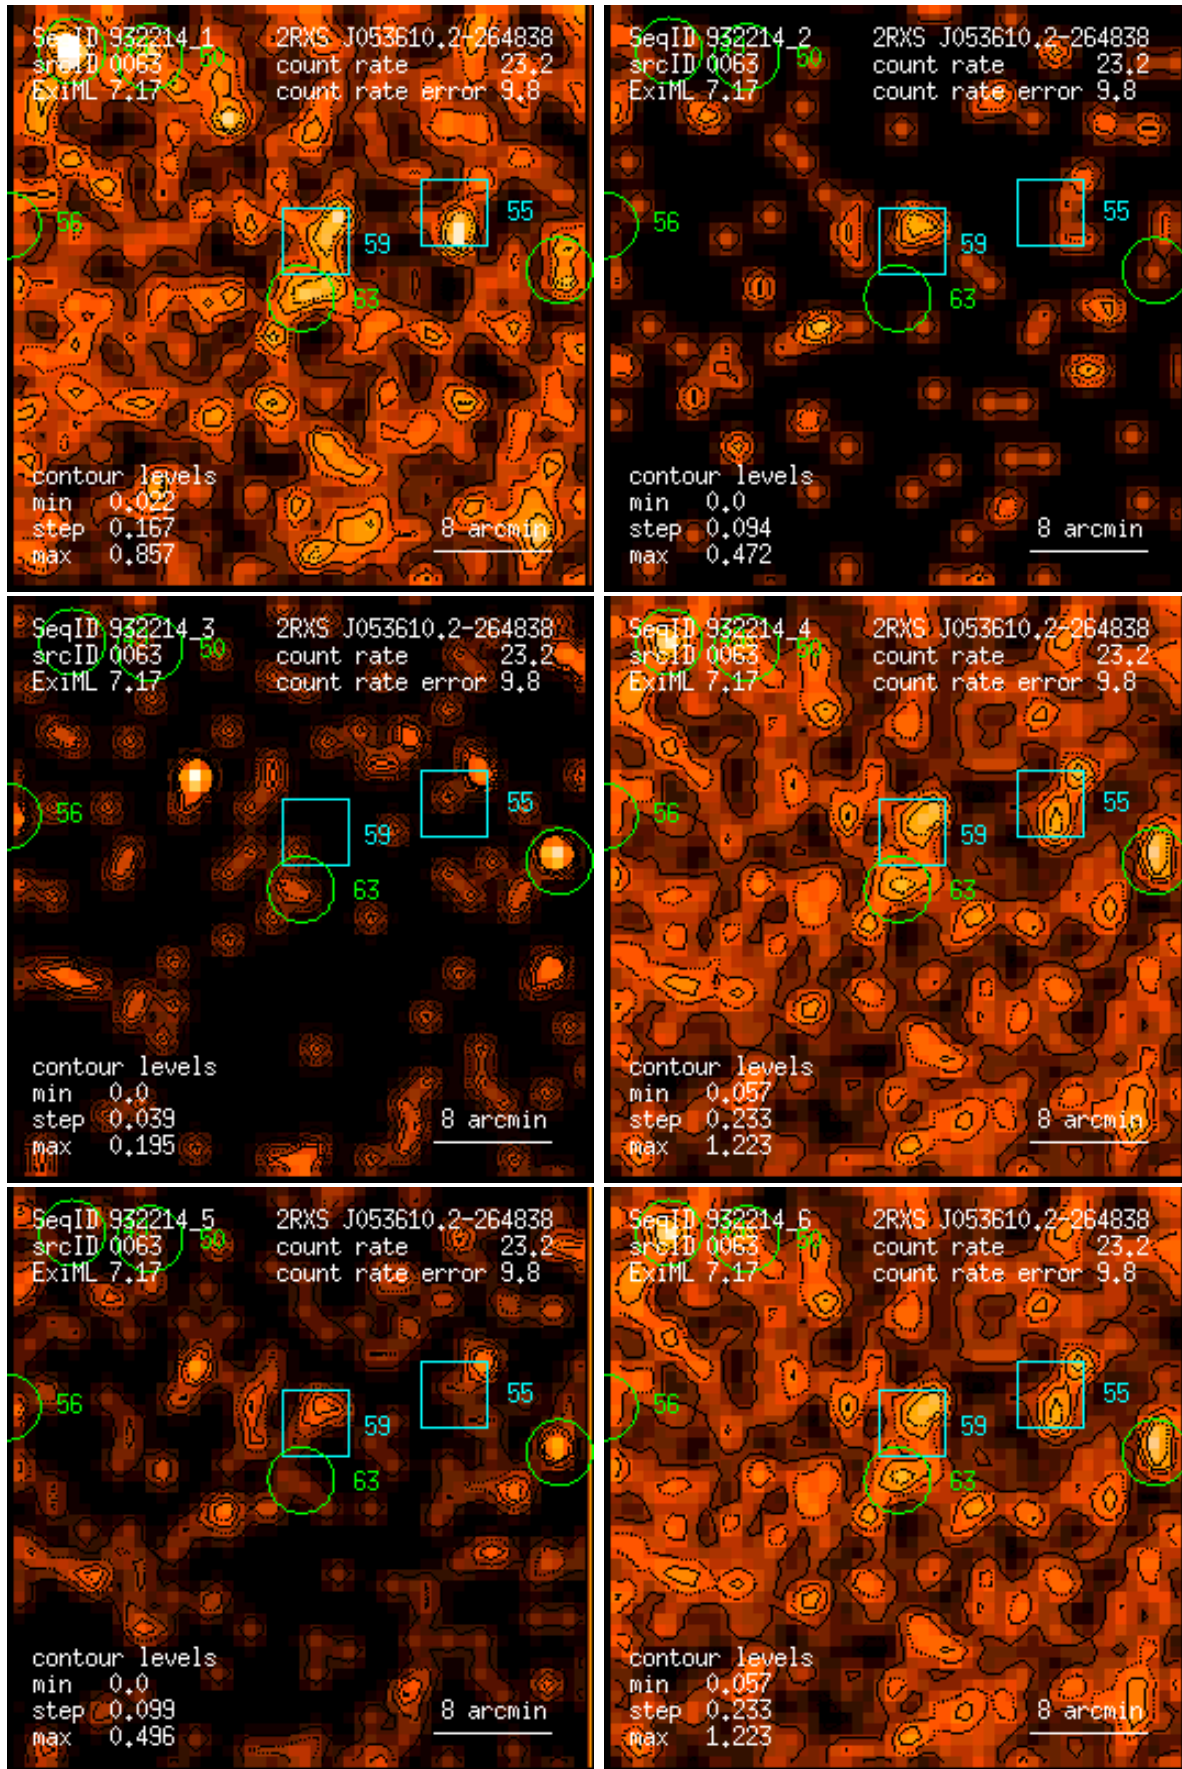 SeqID 932214_1 2RXS J053610.2-264838
srcID 0063 50 count rate 23.2
ExiML 7.17 count rate error 9.8
56
55
59
63
contour levels
min 0.022
step 0.167
max 0.857
8 arcmin
SeqID 932214_2 2RXS J053610.2-264838
srcID 0063 50 count rate 23.2
ExiML 7.17 count rate error 9.8
56
55
59
63
contour levels
min 0.0
step 0.094
max 0.472
8 arcmin
SeqID 932214_3 2RXS J053610.2-264838
srcID 0063 50 count rate 23.2
ExiML 7.17 count rate error 9.8
56
55
59
63
contour levels
min 0.0
step 0.039
max 0.195
8 arcmin
SeqID 932214_4 2RXS J053610.2-264838
srcID 0063 50 count rate 23.2
ExiML 7.17 count rate error 9.8
56
55
59
63
contour levels
min 0.057
step 0.233
max 1.223
8 arcmin
SeqID 932214_5 2RXS J053610.2-264838
srcID 0063 50 count rate 23.2
ExiML 7.17 count rate error 9.8
56
55
59
63
contour levels
min 0.0
step 0.099
max 0.496
8 arcmin
SeqID 932214_6 2RXS J053610.2-264838
srcID 0063 50 count rate 23.2
ExiML 7.17 count rate error 9.8
56
55
59
63
contour levels
min 0.057
step 0.233
max 1.223
8 arcmin